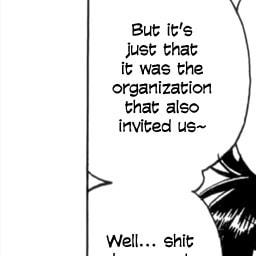 But it's
just that
it was the
organization
that also
invited us~
Well... shit